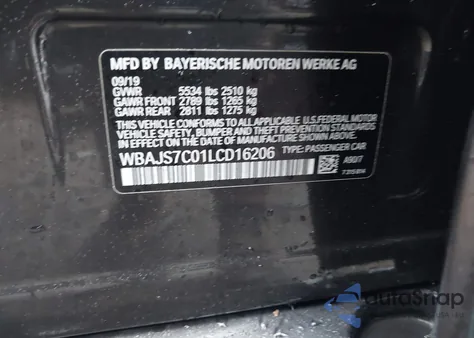 MFD BY BAYERISCHE MOTOREN WERKE AG
09/19
GVWR 5534 lbs 2510 kg
GAWR FRONT 2789 lbs 1265 kg
GAWR REAR 2811 lbs 1275 kg
THIS VEHICLE CONFORMS TO ALL APPLICABLE U.S.FEDERAL MOTOR
VEHICLE SAFETY, BUMPER AND THEFT PREVENTION STANDARDS IN
EFFECT ON THE DATE OF MANUFACTURE SHOWN ABOVE.
WBAJS7C01LCD16206 TYPE: PASSENGER CAR
A90/7
autoSnap